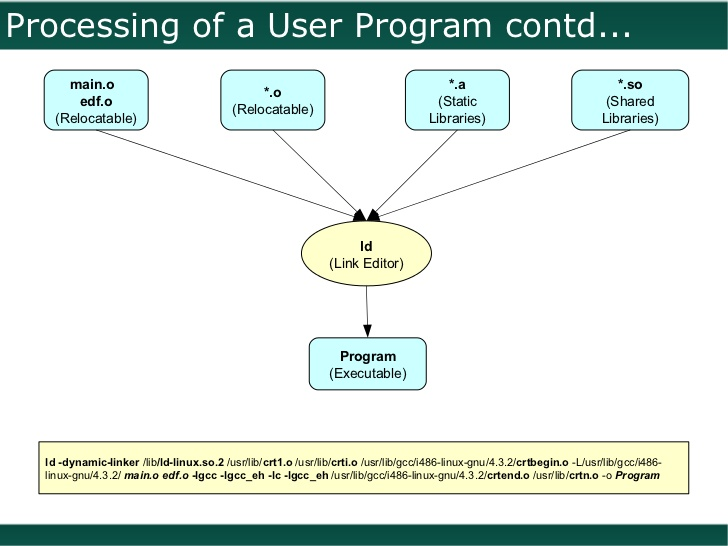 Processing of a User Program contd...
main.o
edf.o
(Relocatable)
*.o
(Relocatable)
*.a
(Static
Libraries)
*.so
(Shared
Libraries)
ld
(Link Editor)
Program
(Executable)
ld -dynamic-linker /lib/ld-linux.so.2 /usr/lib/crt1.o /usr/lib/crti.o /usr/lib/gcc/i486-linux-gnu/4.3.2/crtbegin.o -L/usr/lib/gcc/i486-
linux-gnu/4.3.2/ main.o edf.o -lgcc -lgcc_eh -lc -lgcc_eh /usr/lib/gcc/i486-linux-gnu/4.3.2/crtend.o /usr/lib/crtn.o -o Program